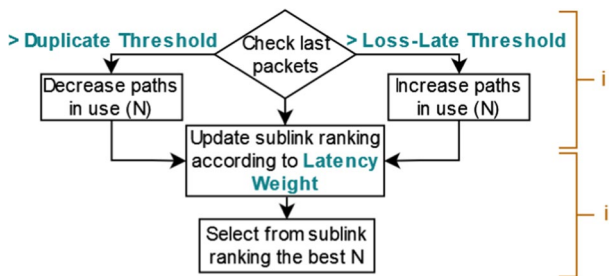 > Duplicate Threshold
Check last
packets
> Loss-Late Threshold
Decrease paths
in use (N)
Increase paths
in use (N)
Update sublink ranking
according to Latency
Weight
Select from sublink
ranking the best N
i
i